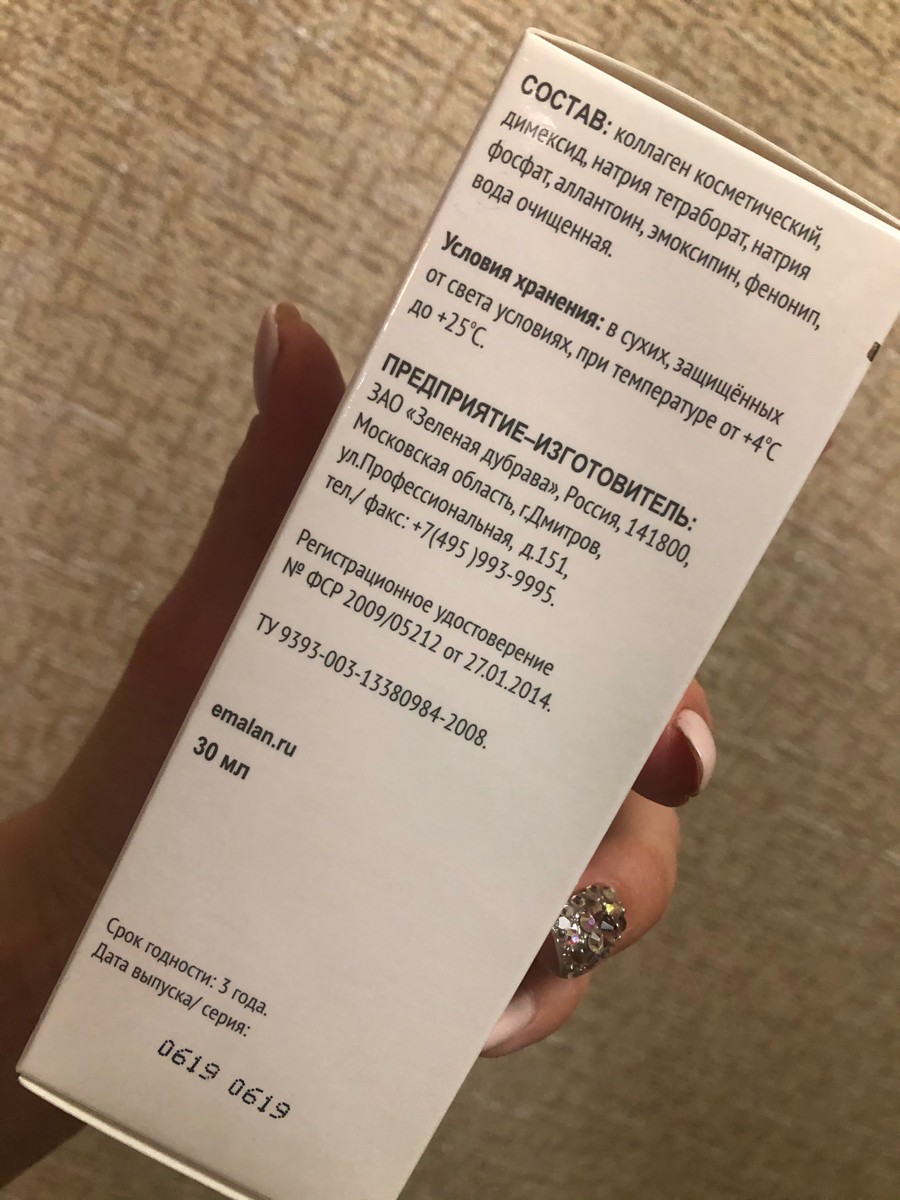 СОСТАВ: коллаген косметический,
димексид, натрия тетраборат, натрия
фосфат, аллантоин, эмоксипин, фенонип,
вода очищенная.
Условия хранения: в сухих, защищённых
от света условиях, при температуре от +4°С
до +25°С.
ПРЕДПРИЯТИЕ–ИЗГОТОВИТЕЛЬ:
ЗАО «Зеленая дубрава», Россия, 141800,
Московская область, г.Дмитров,
ул.Профессиональная, д.151,
тел./ факс: +7(495 )993-9995.
Регистрационное удостоверение
№ ФСР 2009/05212 от 27.01.2014.
ТУ 9393-003-13380984-2008.
emalan.ru
30 мл
Срок годности: 3 года.
Дата выпуска/ серия:
0619 0619